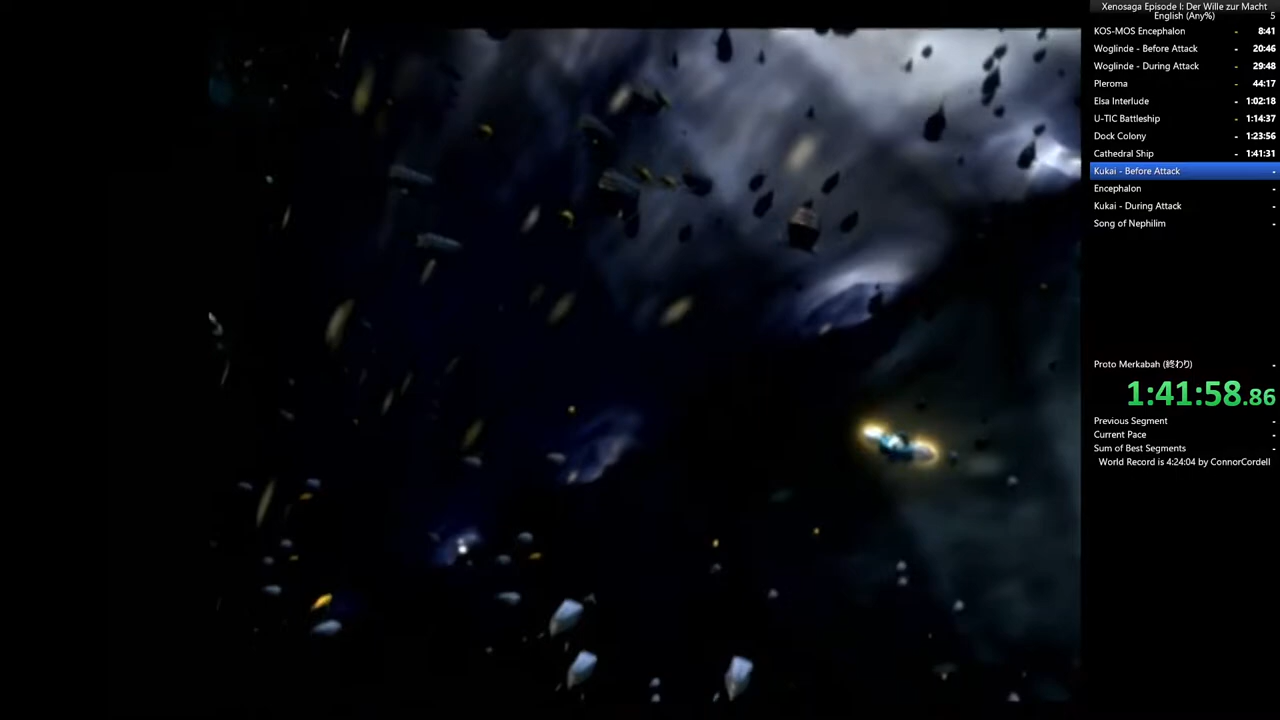 Xenosaga Episode I: Der Wille zur Macht
English (Any%) 5
KOS-MOS Encephalon - 8:41
Woglinde - Before Attack - 20:46
Woglinde - During Attack - 29:48
Pleroma - 44:17
Elsa Interlude - 1:02:18
U-TIC Battleship - 1:14:37
Dock Colony - 1:23:56
Cathedral Ship - 1:41:31
Kukai - Before Attack -
Encephalon -
Kukai - During Attack -
Song of Nephilim -
Proto Merkabah (終わり) -
1:41:58.86
Previous Segment -
Current Pace -
Sum of Best Segments -
World Record is 4:24:04 by ConnorCordell